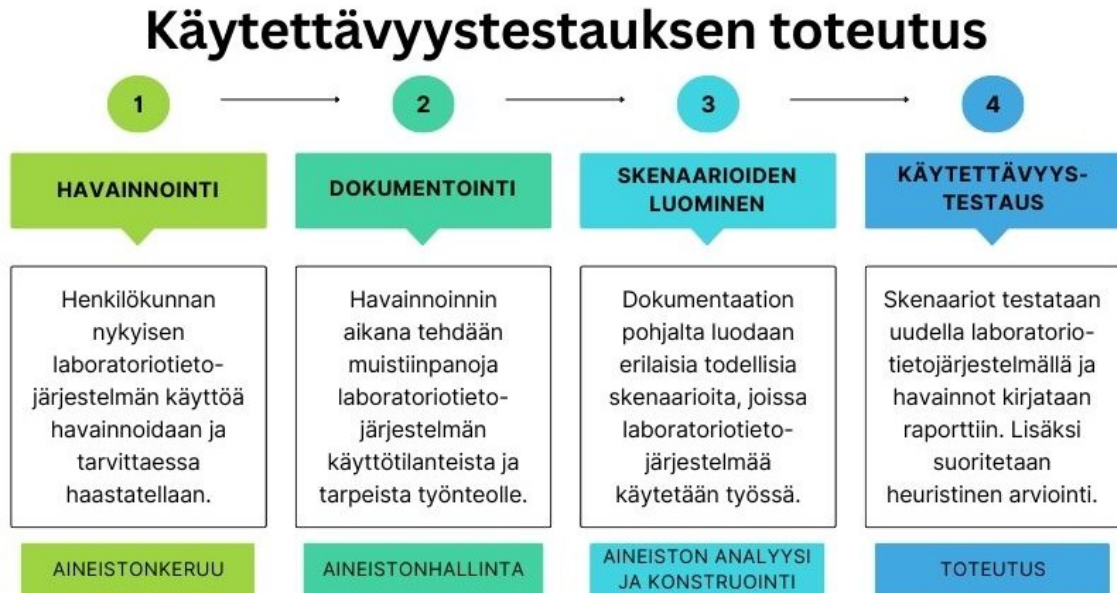 Käytettävyystestauksen toteutus
1
2
3
4
HAVAINNOINTI
DOKUMENTOINTI
SKENAARIOIDEN
LUOMINEN
KÄYTETTÄVYYS-
TESTAUS
Henkilökunnan
nykyisen
laboratoriotieto-
järjestelmän käyttöä
havainnoidaan ja
tarvittaessa
haastatellaan.
Havainnoinnin
aikana tehdään
muistiinpanoja
laboratoriotieto-
järjestelmän
käyttötilanteista ja
tarpeista työnteolle.
Dokumentaation
pohjalta luodaan
erilaisia todellisia
skenaarioita, joissa
laboratoriotieto-
järjestelmää
käytetään työssä.
Skenaariot testataan
uudella laboratorio-
tietojärjestelmällä ja
havainnot kirjataan
raporttiin. Lisäksi
suoritetaan
heuristinen arviointi.
AINEISTONKERUU
AINEISTONHALLINTA
AINEISTON ANALYYSI
JA KONSTRUOINTI
TOTEUTUS